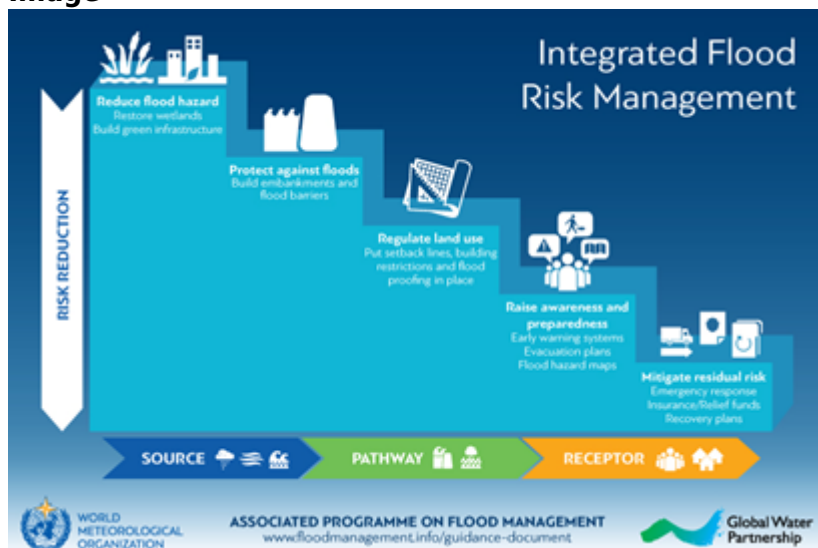 Integrated Flood
Risk Management
RISK REDUCTION
Reduce flood hazard
Restore wetlands
Build green infrastructure
Protect against floods
Build embankments and
flood barriers
Regulate land use
Put setback lines, building
restrictions and flood
proofing in place
Raise awareness and
preparedness
Early warning systems
Evacuation plans
Flood hazard maps
Mitigate residual risk
Emergency response
Insurance/Relief funds
Recovery plans
SOURCE
PATHWAY
RECEPTOR
WORLD
METEOROLOGICAL
ORGANIZATION
ASSOCIATED PROGRAMME ON FLOOD MANAGEMENT
www.floodmanagement.info/guidance-document
Global Water
Partnership